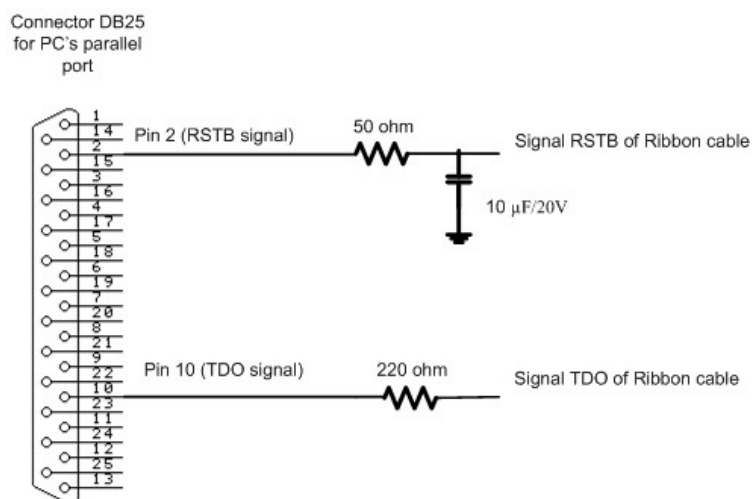 Connector DB25
for PC's parallel
port
1
14
2
15
3
16
4
17
5
18
6
19
7
20
8
21
9
22
10
23
11
24
12
25
13
Pin 2 (RSTB signal)
50 ohm
Signal RSTB of Ribbon cable
10 µF/20V
Pin 10 (TDO signal)
220 ohm
Signal TDO of Ribbon cable